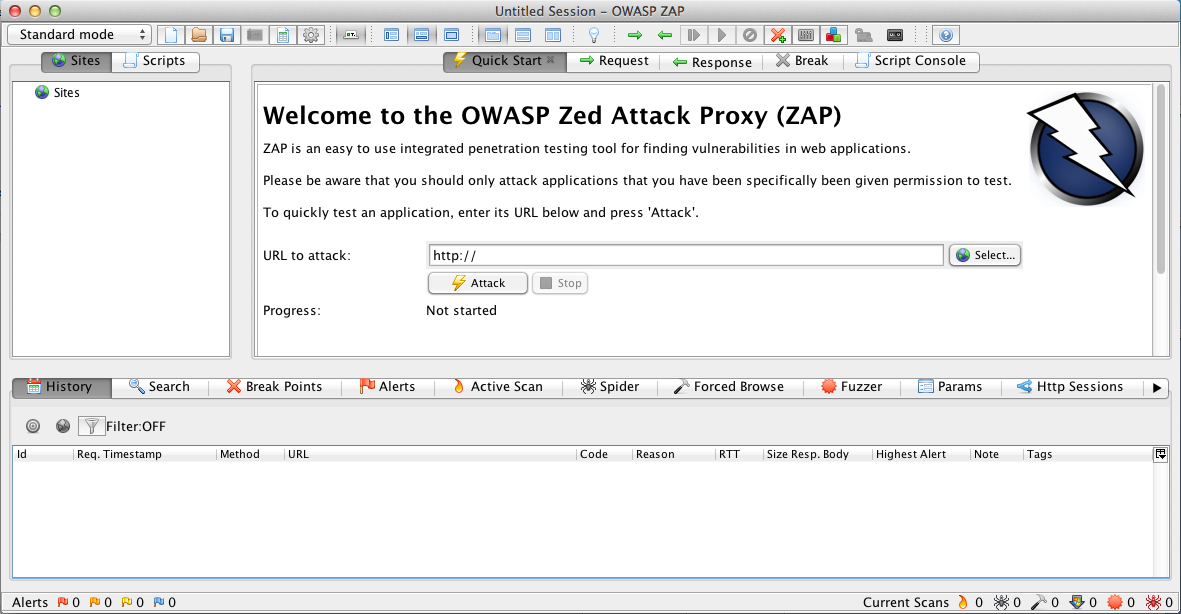 Untitled Session - OWASP ZAP
Standard mode
Sites Scripts
Quick Start Request Response Break Script Console
Sites
Welcome to the OWASP Zed Attack Proxy (ZAP)
ZAP is an easy to use integrated penetration testing tool for finding vulnerabilities in web applications.
Please be aware that you should only attack applications that you have been specifically been given permission to test.
To quickly test an application, enter its URL below and press 'Attack'.
URL to attack: http:// Select...
Attack Stop
Progress: Not started
History Search Break Points Alerts Active Scan Spider Forced Browse Fuzzer Params Http Sessions
Filter:OFF
Id Req. Timestamp Method URL Code Reason RTT Size Resp. Body Highest Alert Note Tags
Alerts 0 0 0 0 Current Scans 0 0 0 0 0 0